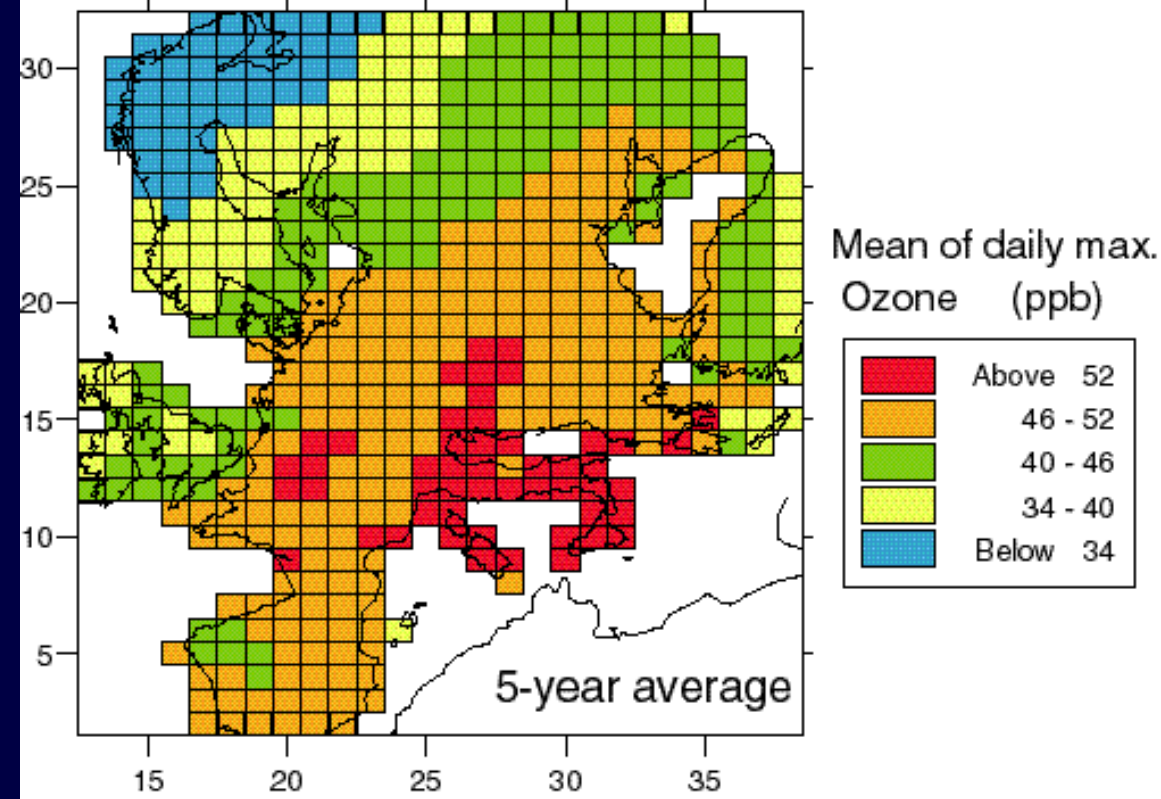 30
25
20
15
10
5
15 20 25 30 35
5-year average
Mean of daily max.
Ozone (ppb)
Above 52
46 - 52
40 - 46
34 - 40
Below 34